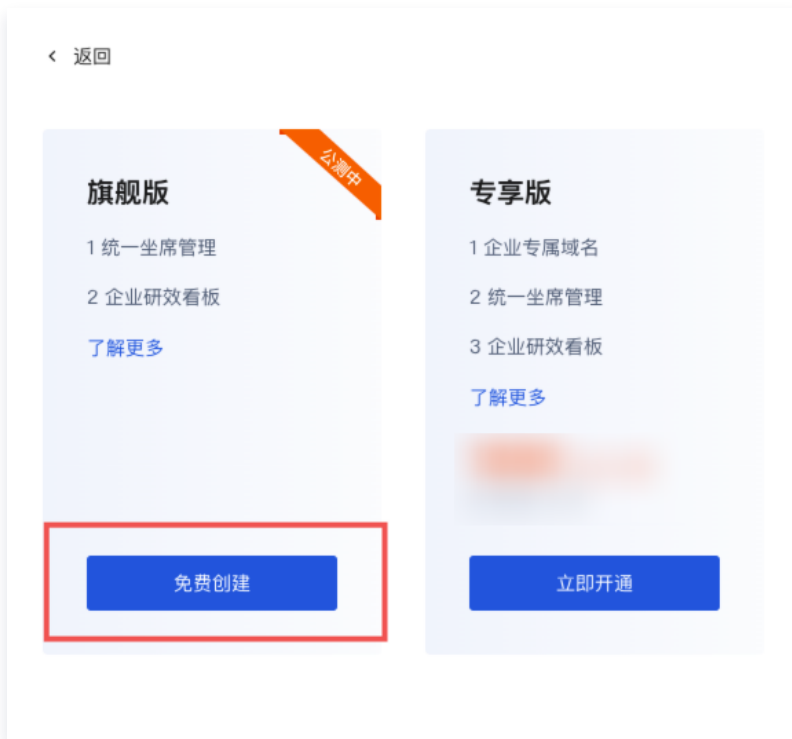 返回
公测中
旗舰版
1 统一坐席管理
2 企业研效看板
了解更多
免费创建
专享版
1 企业专属域名
2 统一坐席管理
3 企业研效看板
了解更多
立即开通